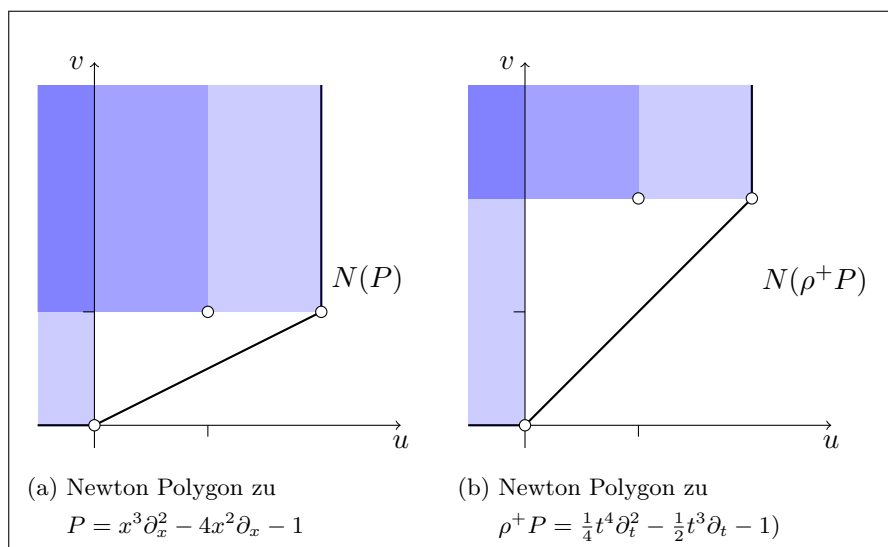 v
N(P)
u
(a) Newton Polygon zu
P = x³∂ₓ² − 4x²∂ₓ − 1
v
N(ρ⁺P)
u
(b) Newton Polygon zu
ρ⁺P = ¼t⁴∂ₜ² − ½t³∂ₜ − 1)